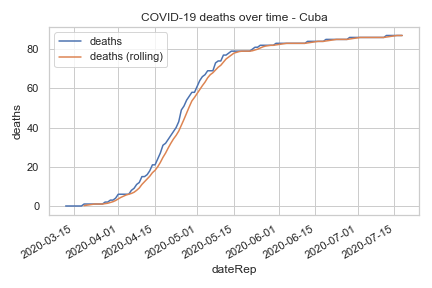 COVID-19 deaths over time - Cuba
deaths
deaths (rolling)
deaths
80
60
40
20
0
2020-03-15
2020-04-01
2020-04-15
2020-05-01
2020-05-15
2020-06-01
2020-06-15
2020-07-01
2020-07-15
dateRep